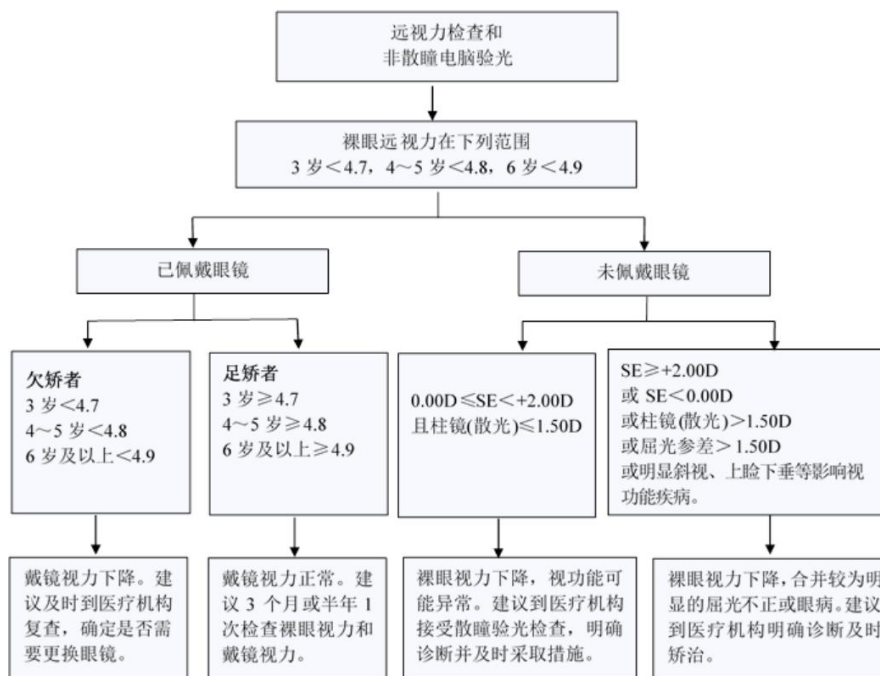 远视力检查和
非散瞳电脑验光
裸眼远视力在下列范围
3 岁＜4.7，4～5 岁＜4.8，6 岁＜4.9
已佩戴眼镜
未佩戴眼镜
欠矫者
3 岁＜4.7
4～5 岁＜4.8
6 岁及以上＜4.9
足矫者
3 岁≥4.7
4～5 岁≥4.8
6 岁及以上≥4.9
0.00D≤SE＜+2.00D
且柱镜(散光)≤1.50D
SE≥+2.00D
或 SE＜0.00D
或柱镜(散光)＞1.50D
或屈光参差＞1.50D
或明显斜视、上睑下垂等影响视
功能疾病。
戴镜视力下降。建
议及时到医疗机构
复查，确定是否需
要更换眼镜。
戴镜视力正常。建
议 3 个月或半年 1
次检查裸眼视力和
戴镜视力。
裸眼视力下降，视功能可
能异常。建议到医疗机构
接受散瞳验光检查，明确
诊断并及时采取措施。
裸眼视力下降，合并较为明
显的屈光不正或眼病。建议
到医疗机构明确诊断及时
矫治。